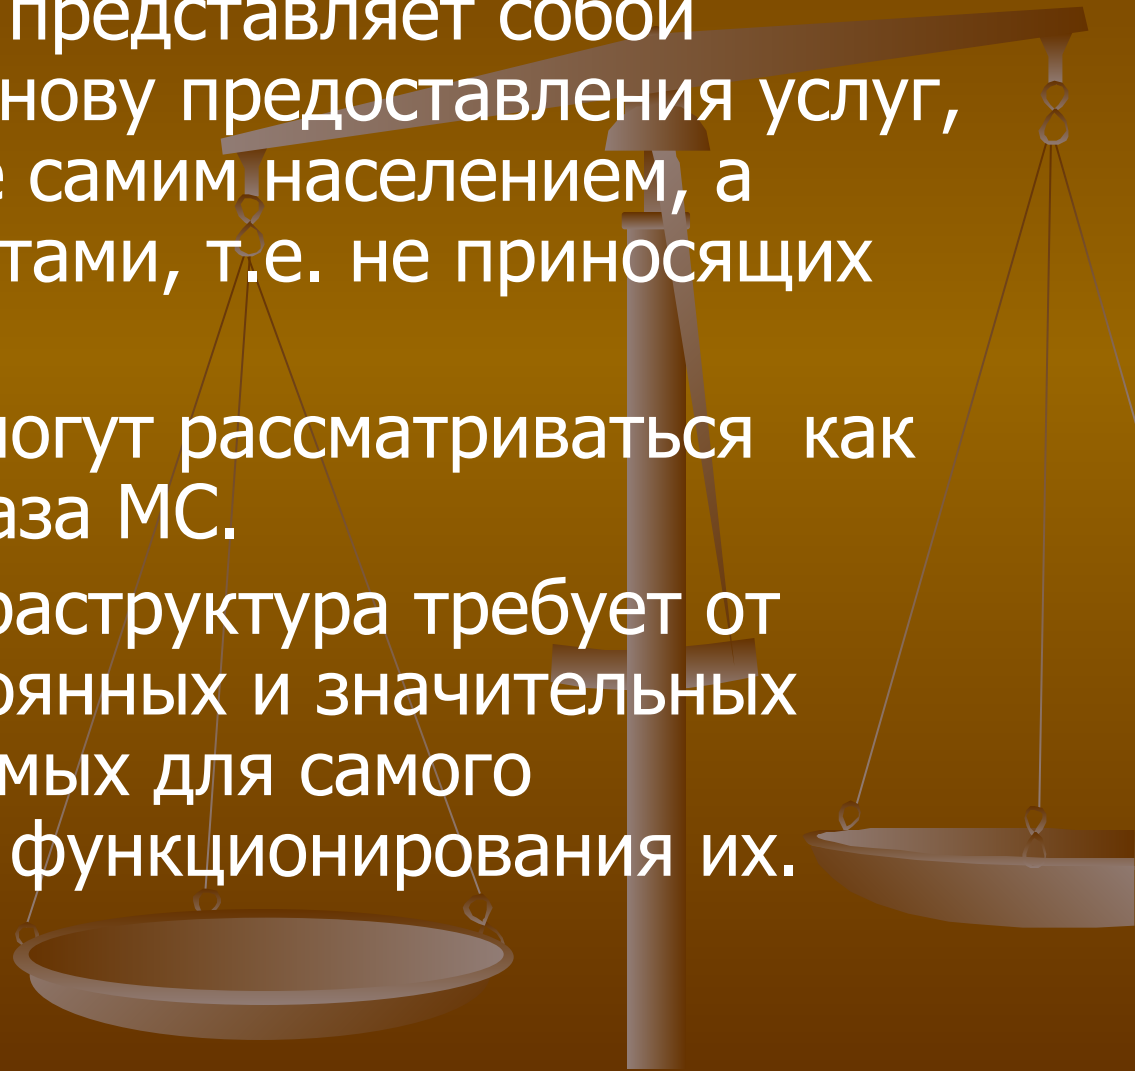 представляет собой
нову предоставления услуг,
е самим населением, а
тами, т.е. не приносящих
могут рассматриваться как
аза МС.
раструктура требует от
оянных и значительных
мых для самого
функционирования их.